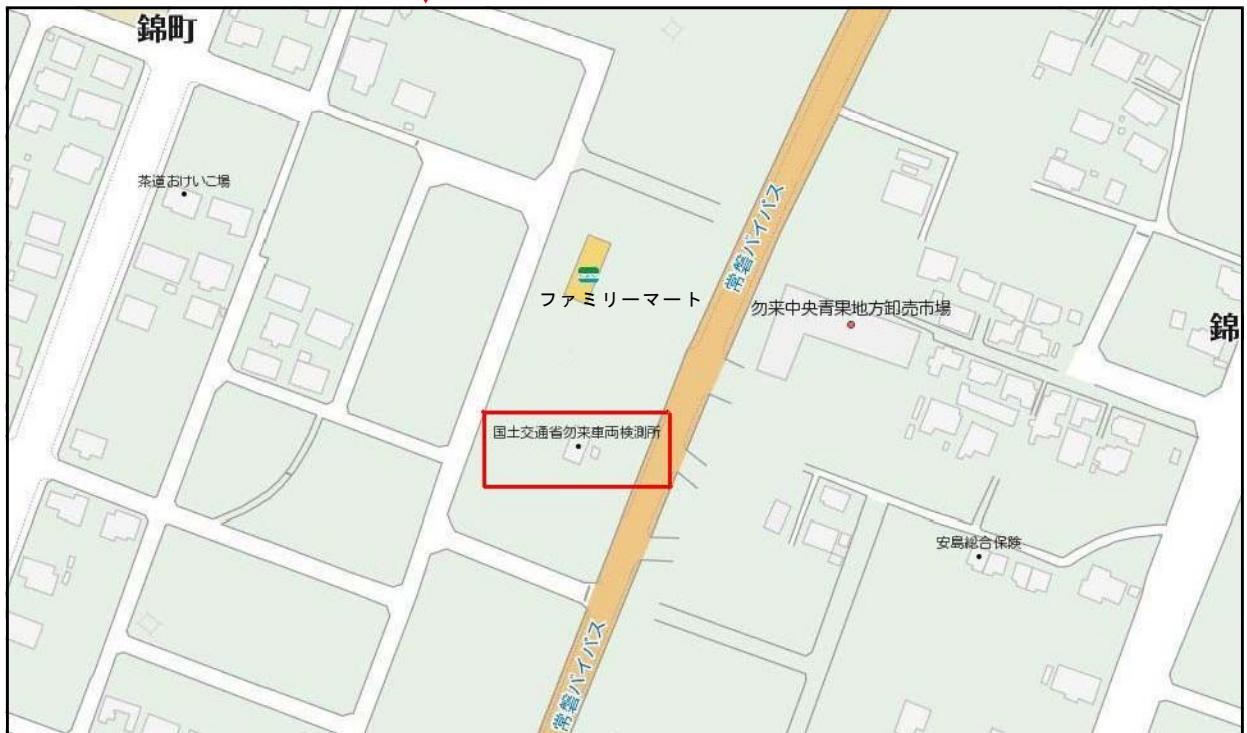 錦町
茶道おけいこ場
常磐バイパス
ファミリーマート
勿来中央青果地方卸売市場
錦
国土交通省勿来車両検測所
安島総合保険
常磐バイパス